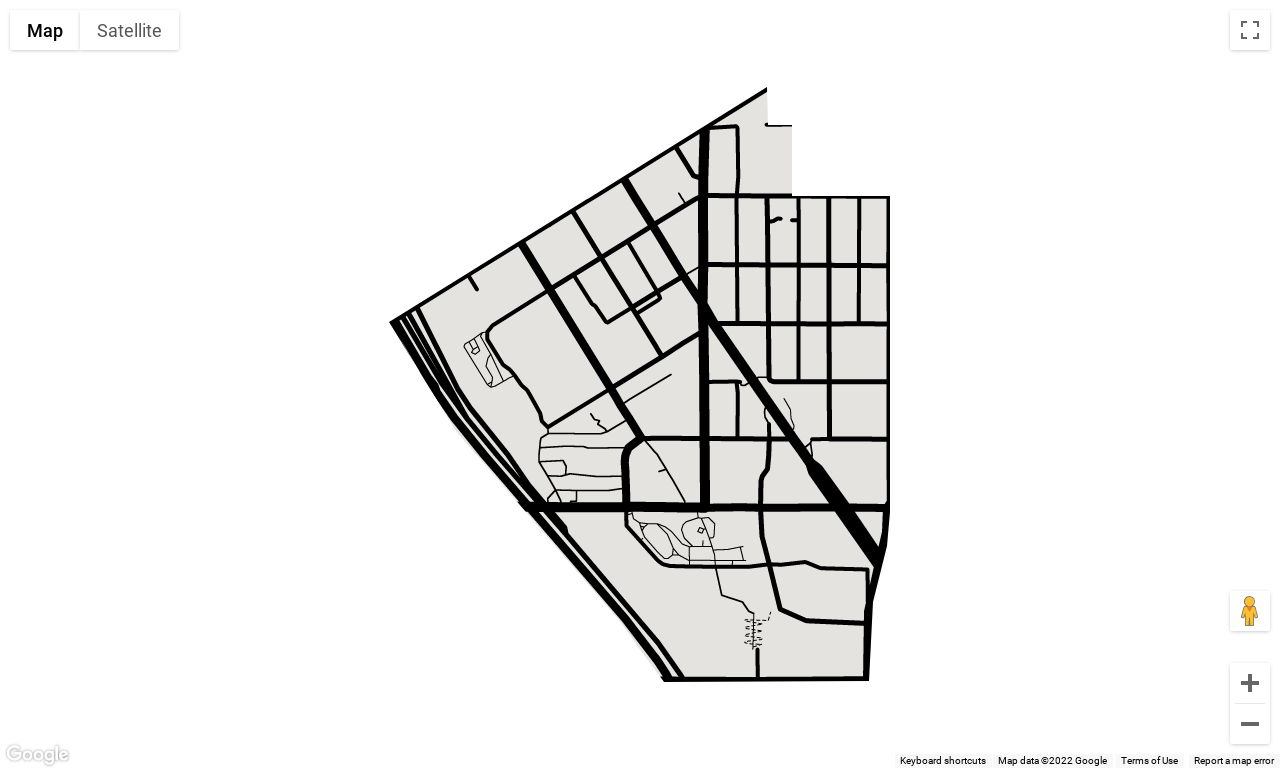 Map Satellite
Google
Keyboard shortcuts Map data ©2022 Google Terms of Use Report a map error